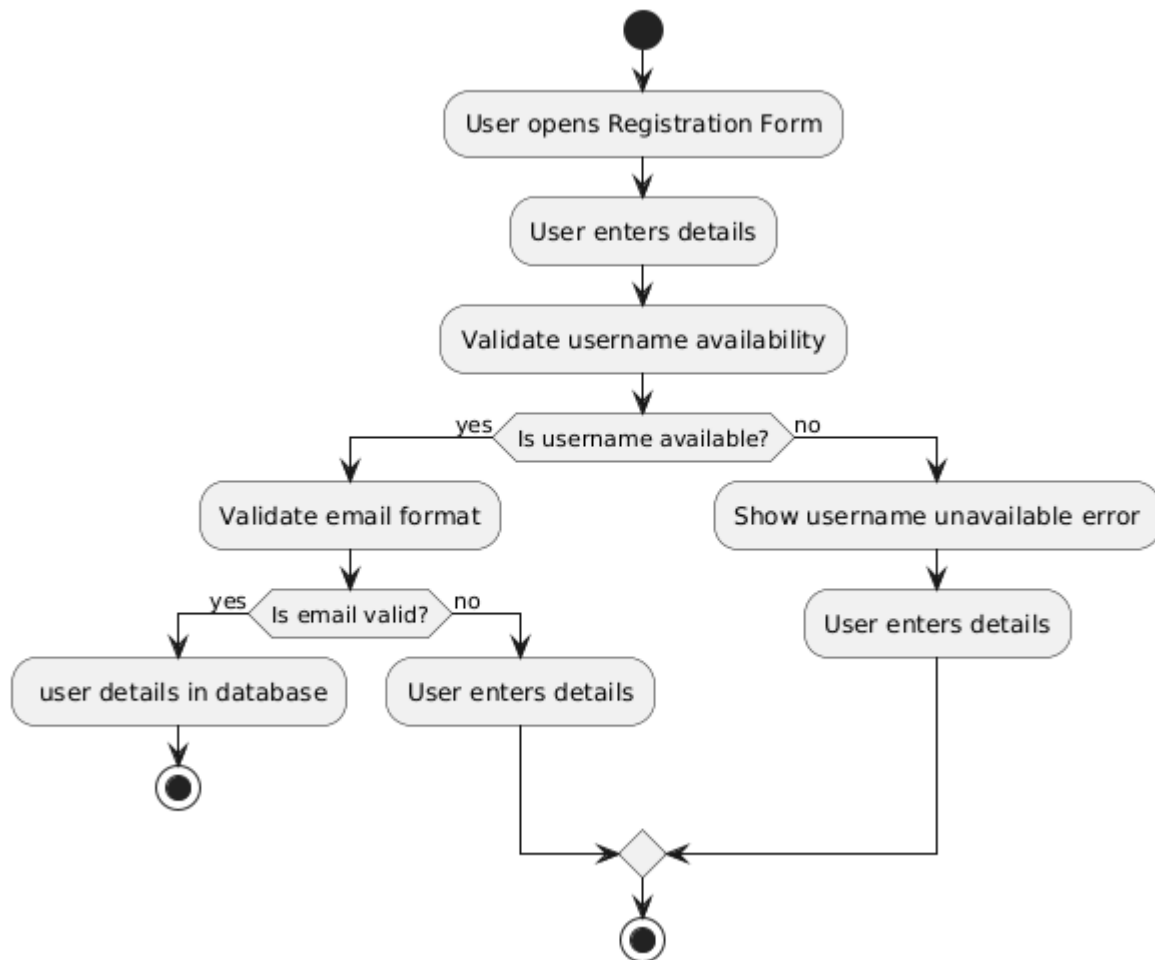 User opens Registration Form
User enters details
Validate username availability
yes
Is username available?
no
Validate email format
Show username unavailable error
yes
Is email valid?
no
User enters details
user details in database
User enters details